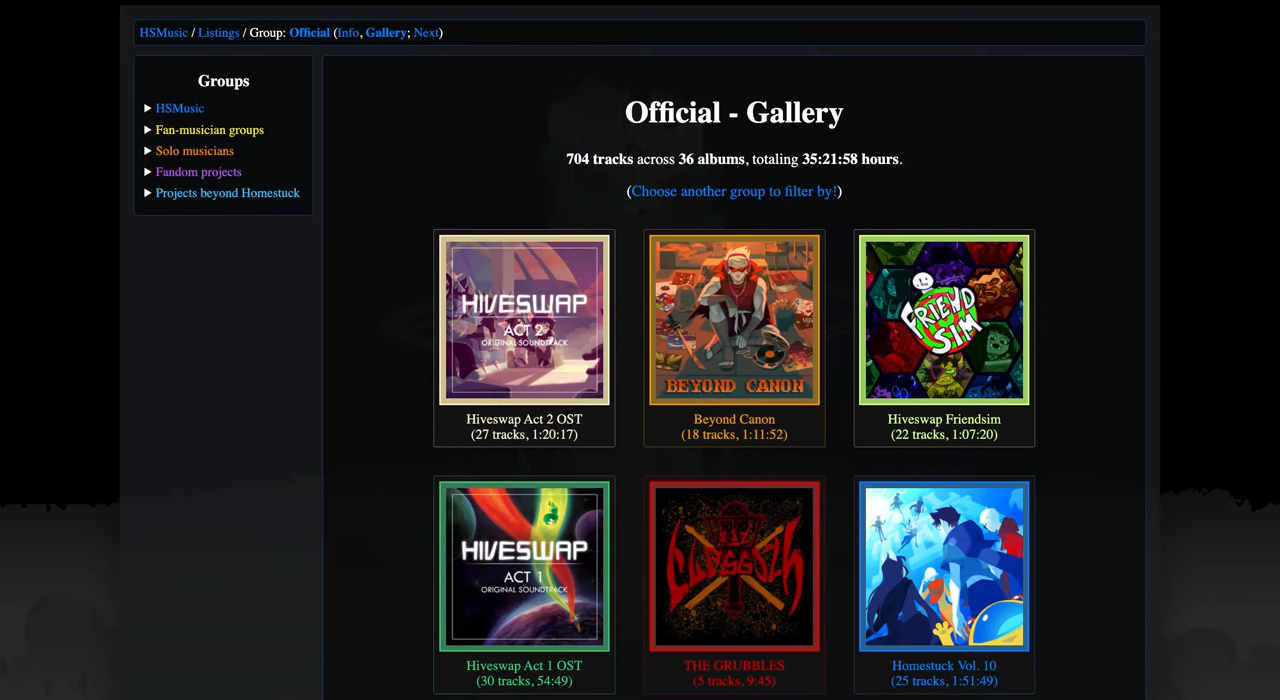 HSMusic / Listings / Group: Official (Info, Gallery; Next)
Groups
▶ HSMusic
▶ Fan-musician groups
▶ Solo musicians
▶ Fandom projects
▶ Projects beyond Homestuck
Official - Gallery
704 tracks across 36 albums, totaling 35:21:58 hours.
(Choose another group to filter by!)
HIVESWAP
ACT 2
ORIGINAL SOUNDTRACK
Hiveswap Act 2 OST
(27 tracks, 1:20:17)
BEYOND CANON
Beyond Canon
(18 tracks, 1:11:52)
FRIEND
SIM
Hiveswap Friendsim
(22 tracks, 1:07:20)
HIVESWAP
ACT 1
ORIGINAL SOUNDTRACK
Hiveswap Act 1 OST
(30 tracks, 54:49)
THE GRUBBLES
(5 tracks, 9:45)
Homestuck Vol. 10
(25 tracks, 1:51:49)